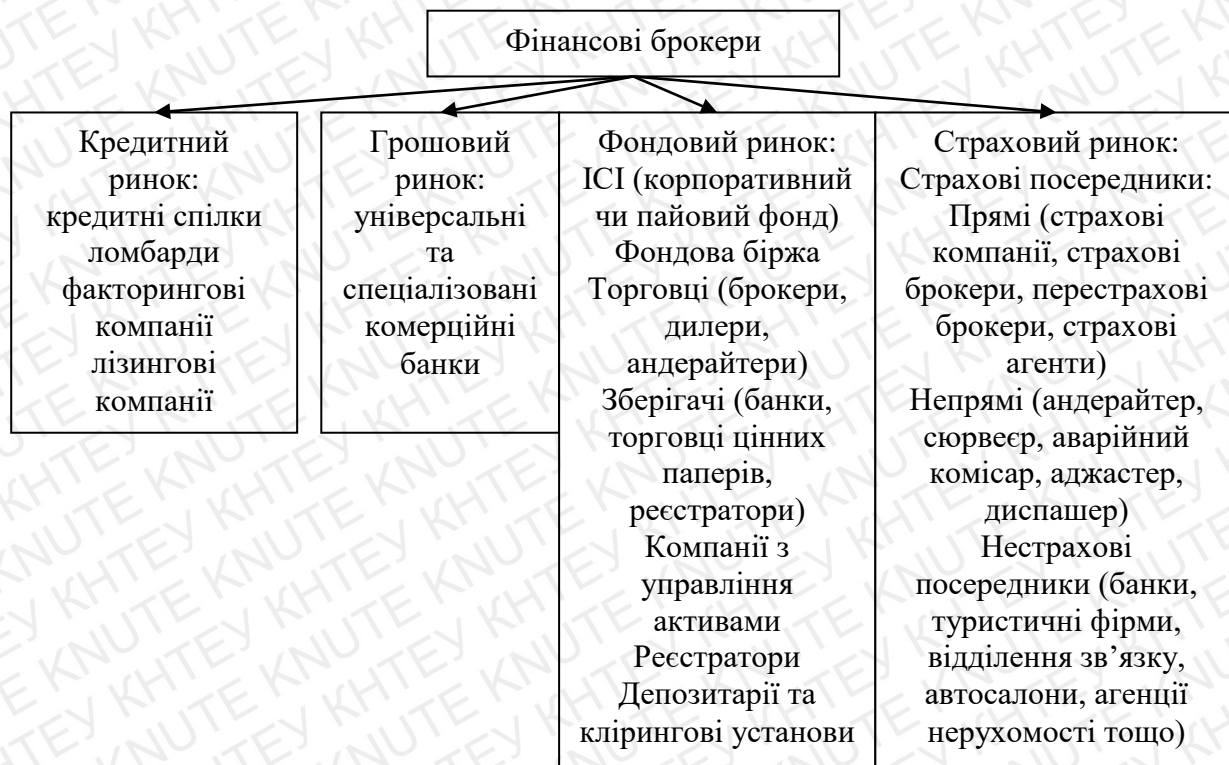 Фінансові брокери
Кредитний
ринок:
кредитні спілки
ломбарди
факторингові
компанії
лізингові
компанії
Грошовий
ринок:
універсальні
та
спеціалізовані
комерційні
банки
Фондовий ринок:
ІСІ (корпоративний
чи пайовий фонд)
Фондова біржа
Торговці (брокери,
дилери,
андерайтери)
Зберігачі (банки,
торговці цінних
паперів,
реєстратори)
Компанії з
управління
активами
Реєстратори
Депозитарії та
клірингові установи
Страховий ринок:
Страхові посередники:
Прямі (страхові
компанії, страхові
брокери, перестрахові
брокери, страхові
агенти)
Непрямі (андерайтер,
сюрвеєр, аварійний
комісар, аджастер,
диспашер)
Нестрахові
посередники (банки,
туристичні фірми,
відділення зв’язку,
автосалони, агенції
нерухомості тощо)